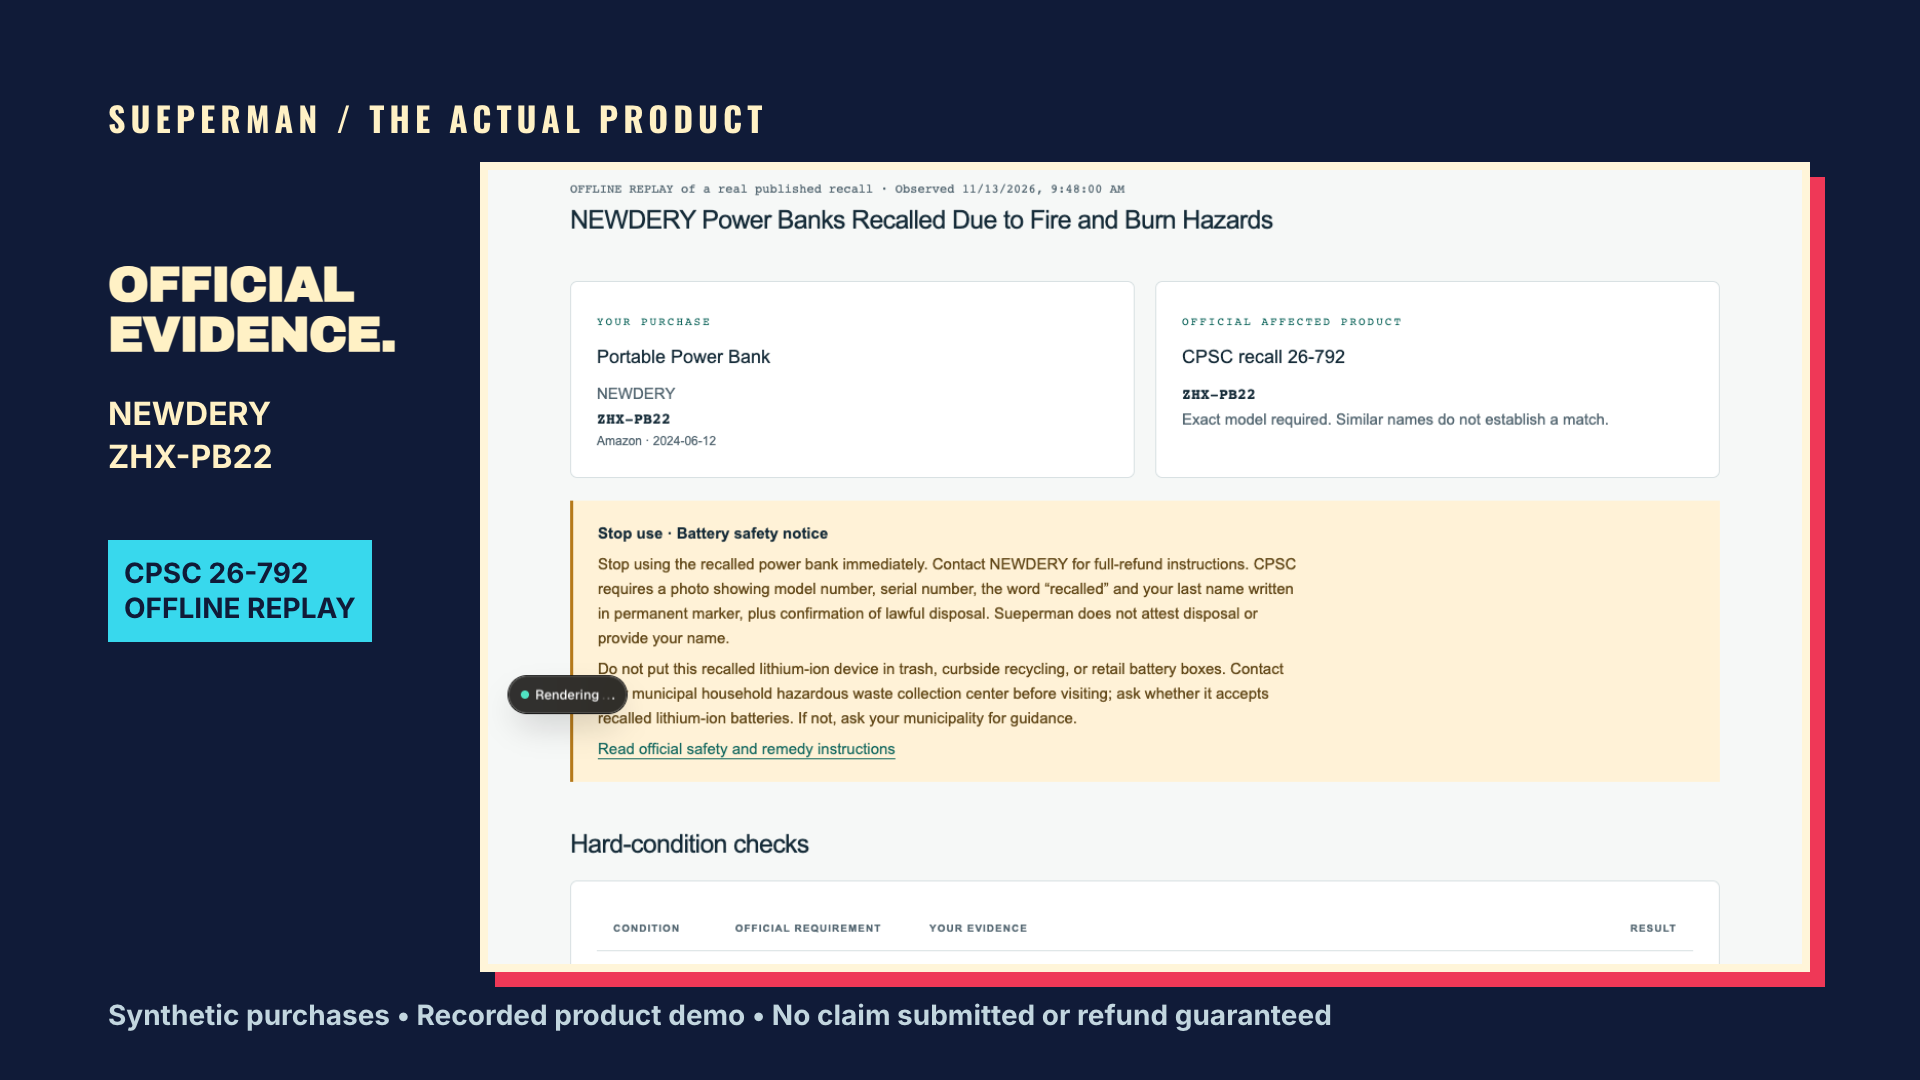 SUEPERMAN / THE ACTUAL PRODUCT
OFFICIAL
EVIDENCE.
NEWDERY
ZHX-PB22
CPSC 26-792
OFFLINE REPLAY
OFFLINE REPLAY of a real published recall · Observed 11/13/2026, 9:48:00 AM
NEWDERY Power Banks Recalled Due to Fire and Burn Hazards
YOUR PURCHASE
Portable Power Bank
NEWDERY
ZHX-PB22
Amazon · 2024-06-12
OFFICIAL AFFECTED PRODUCT
CPSC recall 26-792
ZHX-PB22
Exact model required. Similar names do not establish a match.
Stop use · Battery safety notice
Stop using the recalled power bank immediately. Contact NEWDERY for full-refund instructions. CPSC
requires a photo showing model number, serial number, the word “recalled” and your last name written
in permanent marker, plus confirmation of lawful disposal. Sueperman does not attest disposal or
provide your name.
Do not put this recalled lithium-ion device in trash, curbside recycling, or retail battery boxes. Contact
municipal household hazardous waste collection center before visiting; ask whether it accepts
recalled lithium-ion batteries. If not, ask your municipality for guidance.
Read official safety and remedy instructions
Rendering ...
Hard-condition checks
CONDITION OFFICIAL REQUIREMENT YOUR EVIDENCE RESULT
Synthetic purchases • Recorded product demo • No claim submitted or refund guaranteed